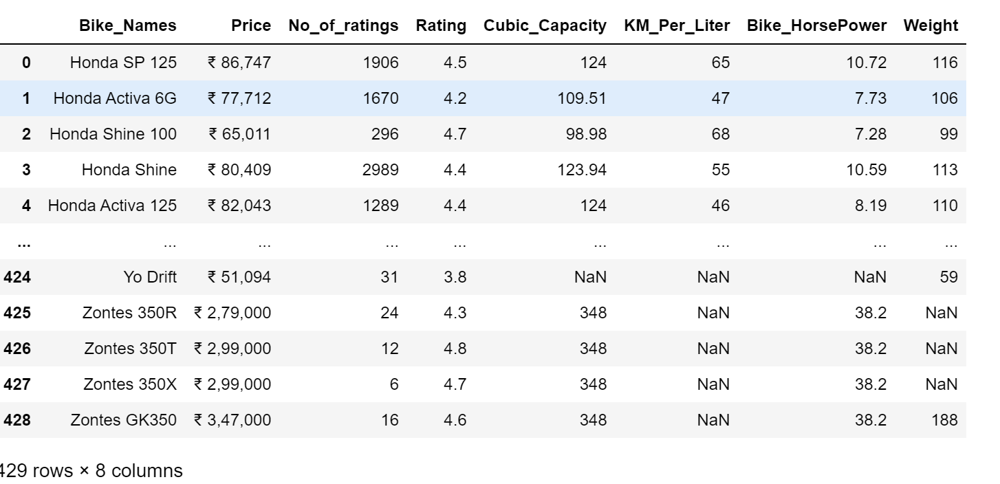 Bike_Names Price No_of_ratings Rating Cubic_Capacity KM_Per_Liter Bike_HorsePower Weight
0 Honda SP 125 ₹ 86,747 1906 4.5 124 65 10.72 116
1 Honda Activa 6G ₹ 77,712 1670 4.2 109.51 47 7.73 106
2 Honda Shine 100 ₹ 65,011 296 4.7 98.98 68 7.28 99
3 Honda Shine ₹ 80,409 2989 4.4 123.94 55 10.59 113
4 Honda Activa 125 ₹ 82,043 1289 4.4 124 46 8.19 110
... ... ... ... ... ... ... ... ...
424 Yo Drift ₹ 51,094 31 3.8 NaN NaN NaN 59
425 Zontes 350R ₹ 2,79,000 24 4.3 348 NaN 38.2 NaN
426 Zontes 350T ₹ 2,99,000 12 4.8 348 NaN 38.2 NaN
427 Zontes 350X ₹ 2,99,000 6 4.7 348 NaN 38.2 NaN
428 Zontes GK350 ₹ 3,47,000 16 4.6 348 NaN 38.2 188
429 rows × 8 columns